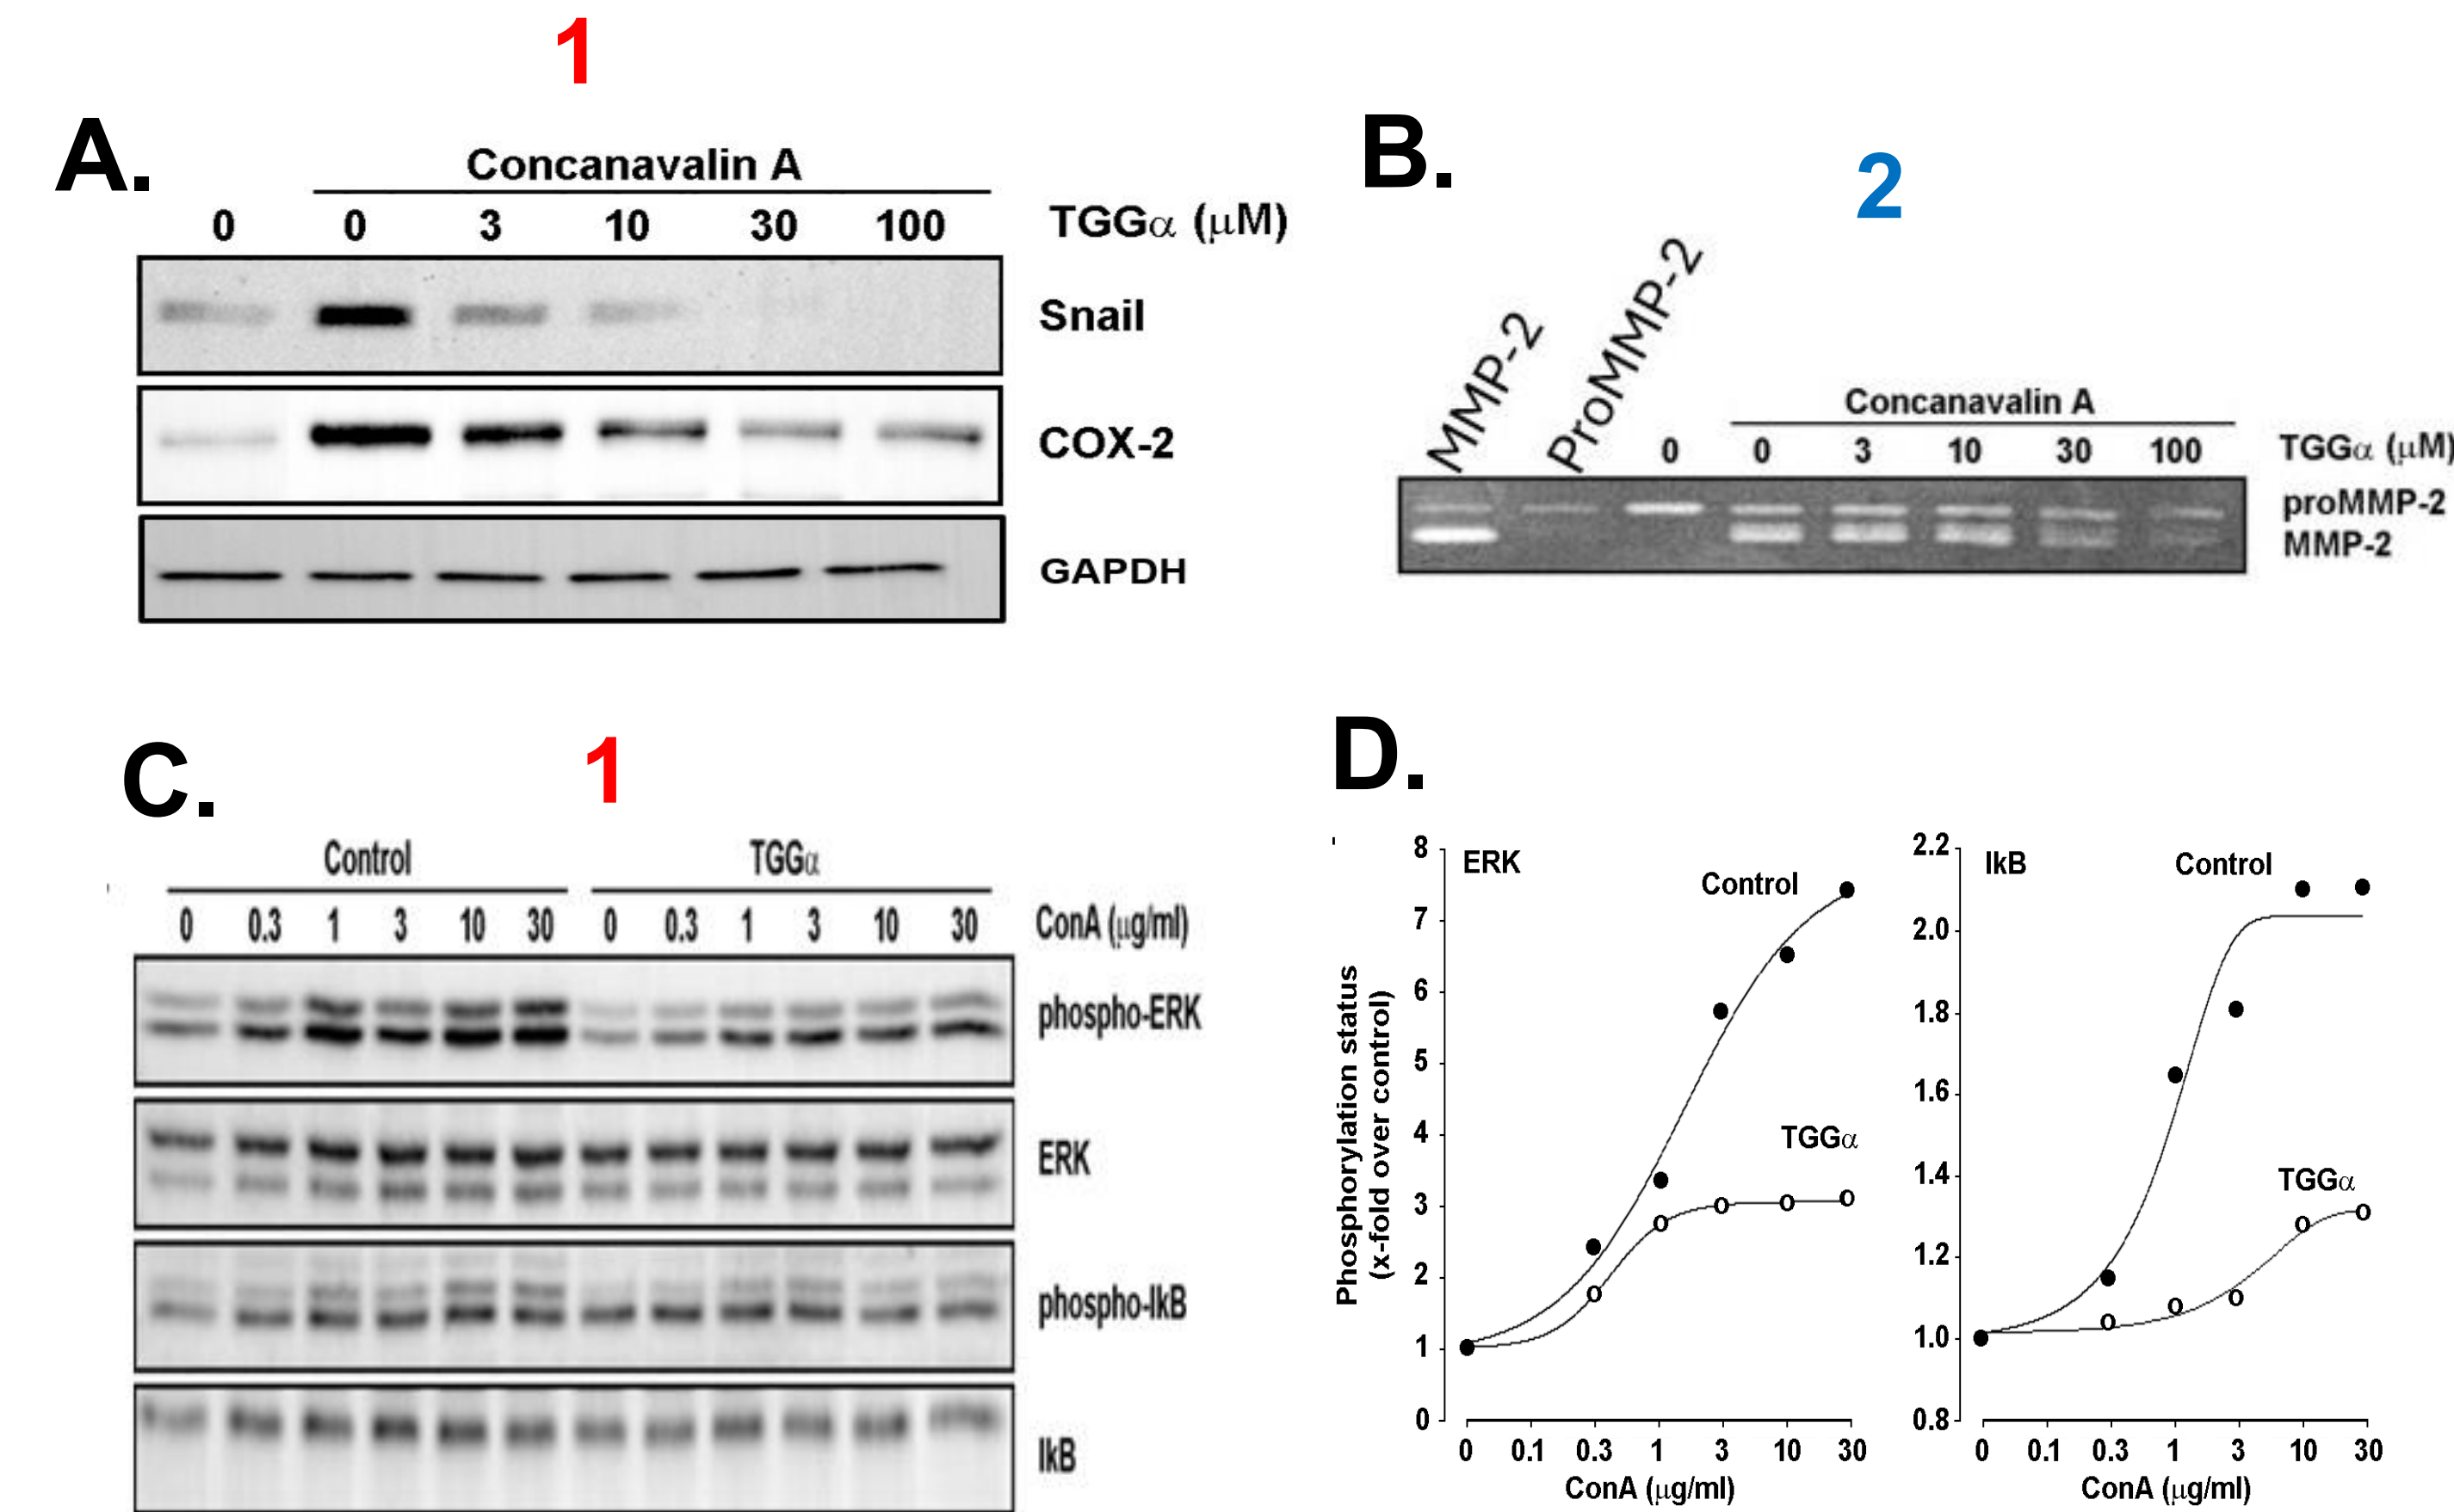 1
A.
Concanavalin A
0 0 3 10 30 100 TGGα (μM)
Snail
COX-2
GAPDH
B.
2
MMP-2
ProMMP-2
Concanavalin A
0 0 3 10 30 100 TGGα (μM)
proMMP-2
MMP-2
C.
1
Control TGGα
0 0.3 1 3 10 30 0 0.3 1 3 10 30 ConA (μg/ml)
phospho-ERK
ERK
phospho-IkB
IkB
D.
Phosphorylation status
(x-fold over control)
8
7
6
5
4
3
2
1
0
ERK
Control
TGGα
0 0.1 0.3 1 3 10 30
ConA (μg/ml)
2.2
2.0
1.8
1.6
1.4
1.2
1.0
0.8
IkB
Control
TGGα
0 0.1 0.3 1 3 10 30
ConA (μg/ml)